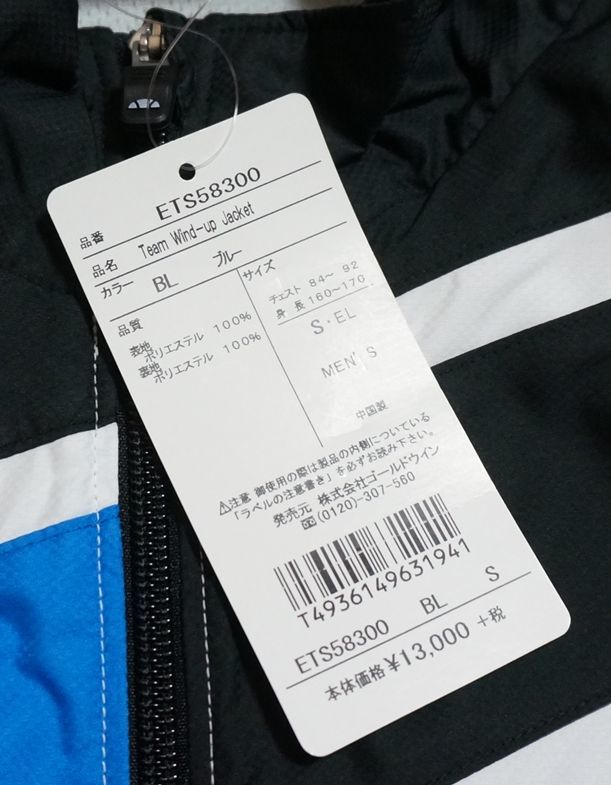 品番 ETS58300
品名 Team Wind-up Jacket
カラー BL ブルー
品質
表地
ポリエステル 100%
裏地
ポリエステル 100%
サイズ
チェスト 84〜 92
身 長 160〜170
S・EL
MEN'S
中国製
⚠注意 御使用の際は製品の内側についている
「ラベルの注意書き」を必ずお読み下さい。
発売元 株式会社ゴールドウイン
(0120)-307-560
T4936149631941
ETS58300 BL S
本体価格¥13,000 +税